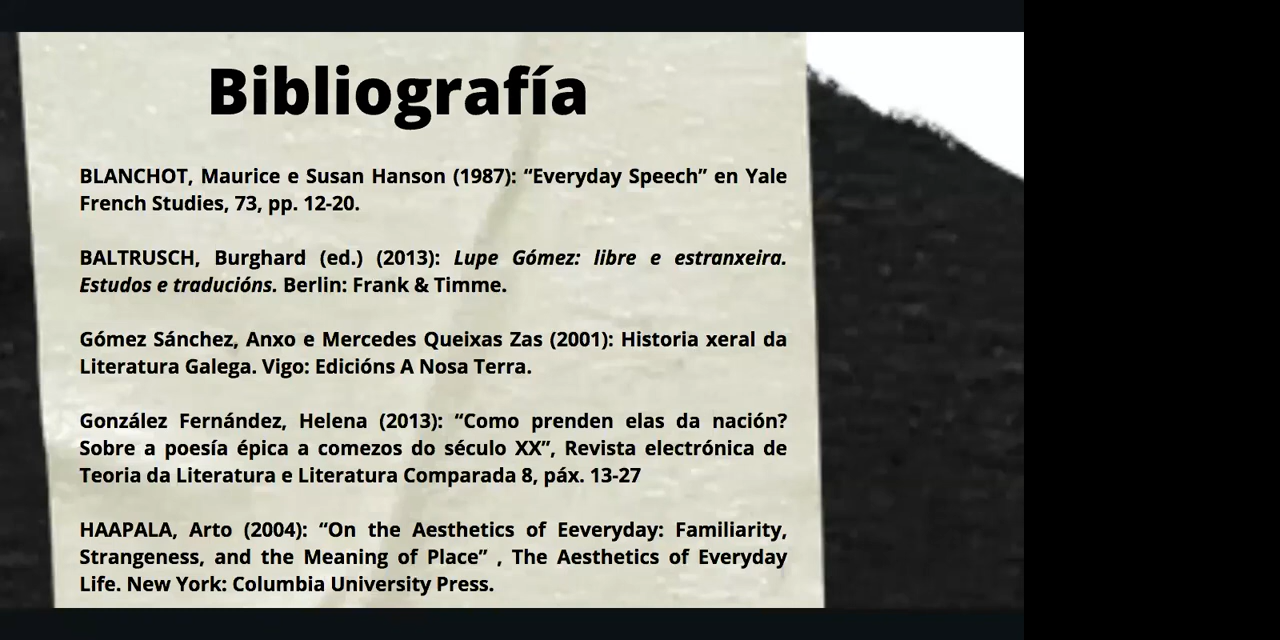 Bibliografía
BLANCHOT, Maurice e Susan Hanson (1987): “Everyday Speech” en Yale
French Studies, 73, pp. 12-20.
BALTRUSCH, Burghard (ed.) (2013): Lupe Gómez: libre e estranxeira.
Estudos e traducións. Berlin: Frank & Timme.
Gómez Sánchez, Anxo e Mercedes Queixas Zas (2001): Historia xeral da
Literatura Galega. Vigo: Edicións A Nosa Terra.
González Fernández, Helena (2013): “Como prenden elas da nación?
Sobre a poesía épica a comezos do século XX”, Revista electrónica de
Teoria da Literatura e Literatura Comparada 8, páx. 13-27
HAAPALA, Arto (2004): “On the Aesthetics of Eeveryday: Familiarity,
Strangeness, and the Meaning of Place” , The Aesthetics of Everyday
Life. New York: Columbia University Press.